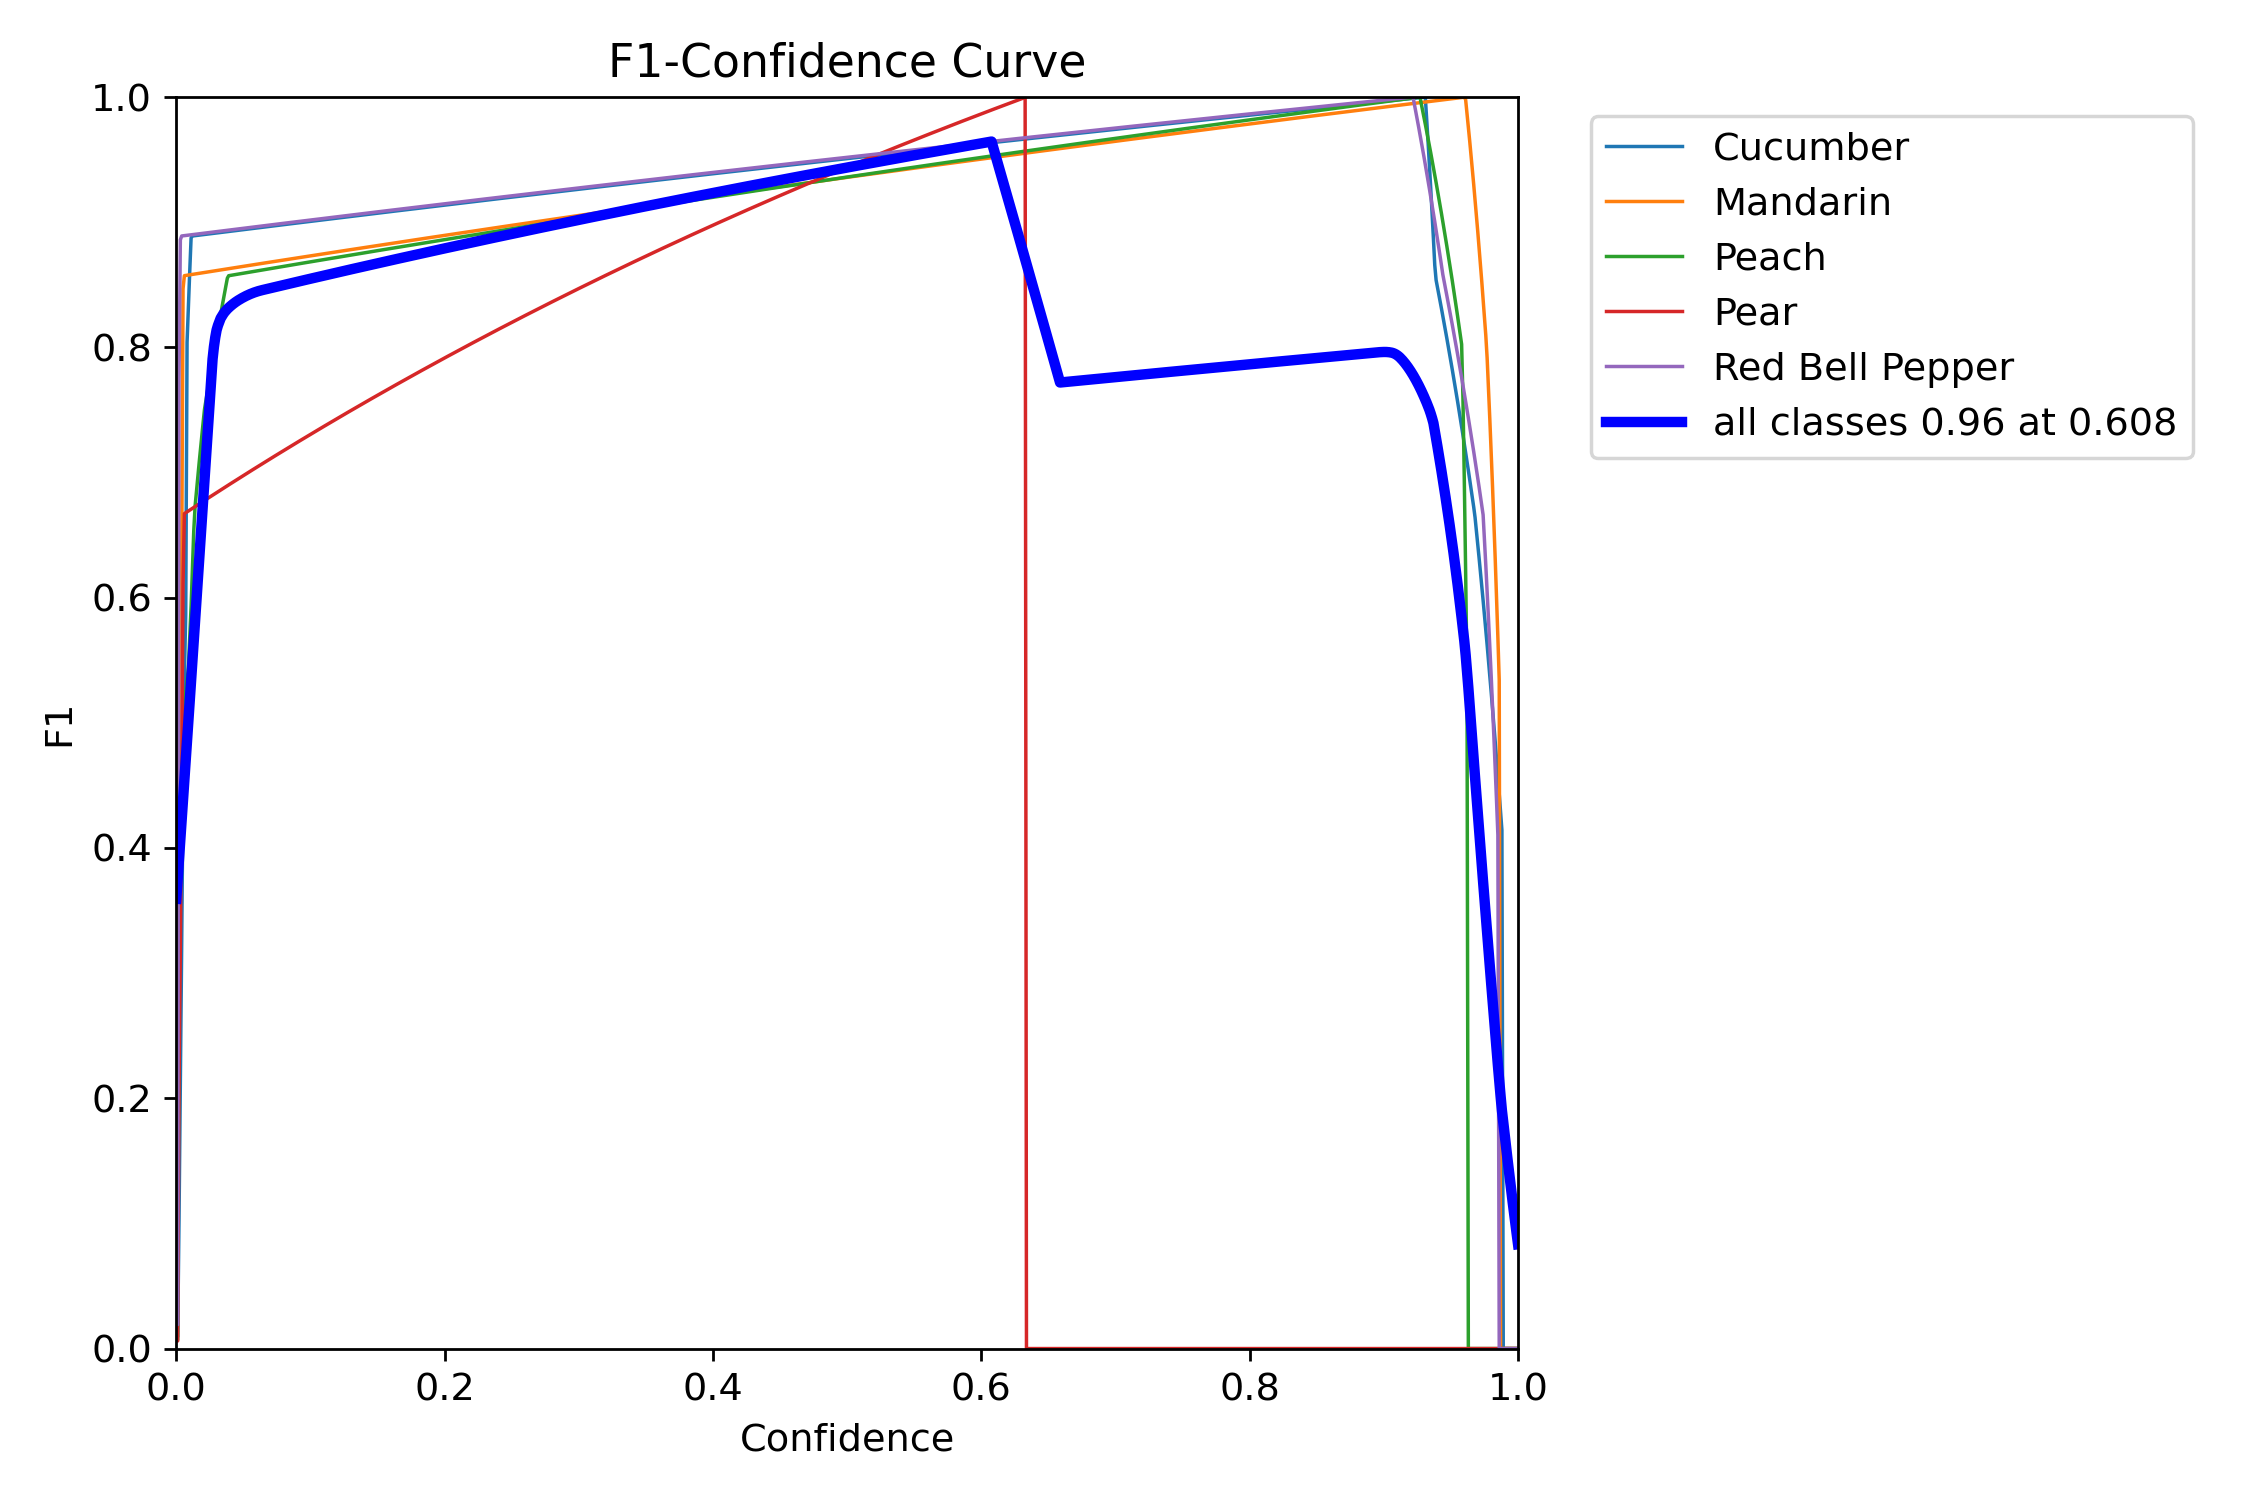 F1-Confidence Curve
1.0
0.8
0.6
0.4
0.2
0.0
F1
0.0 0.2 0.4 0.6 0.8 1.0
Confidence
Cucumber
Mandarin
Peach
Pear
Red Bell Pepper
all classes 0.96 at 0.608